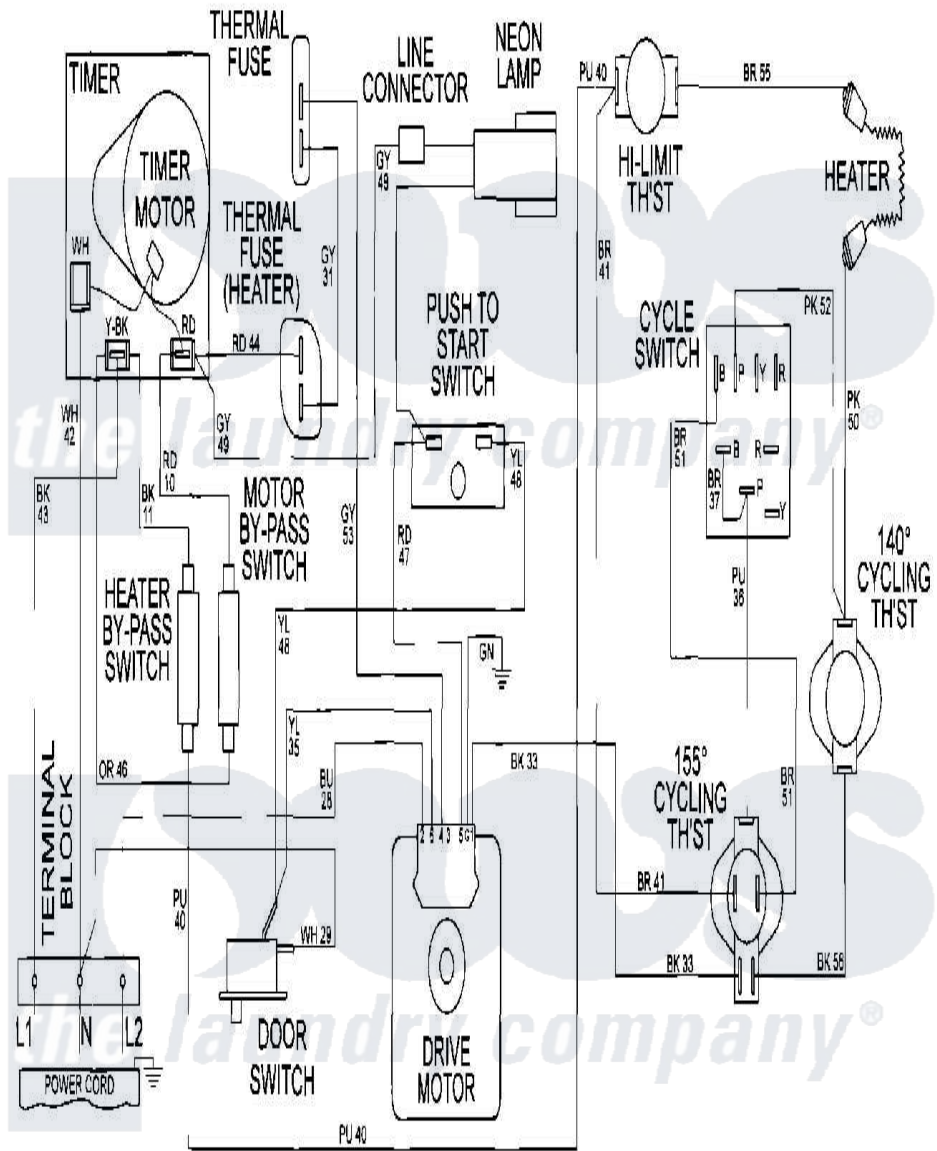 THERMAL
FUSE
LINE
CONNECTOR
NEON
LAMP
TIMER
TIMER
MOTOR
PU 40
BR 55
HI-LIMIT
TH'ST
HEATER
GY
49
WH
THERMAL
FUSE
(HEATER)
GY
31
BR
41
Y-BK
RD
RD 44
PUSH TO
START
SWITCH
CYCLE
SWITCH
PK 52
B
P
Y
R
WH
42
GY
49
PK
50
the laundry company®
BR
51
B
R
BK
43
RD
10
BK
11
MOTOR
BY-PASS
SWITCH
GY
53
RD
47
YL
48
BR
37
P
Y
140°
CYCLING
TH'ST
HEATER
BY-PASS
SWITCH
PU
36
YL
48
GN
YL
35
BK 33
155°
CYCLING
TH'ST
BR
51
OR 46
BU
28
TERMINAL
BLOCK
2 6 4 3 5 G1
PU
40
WH 29
BR 41
BK 33
BK 56
L1
N
L2
DOOR
SWITCH
DRIVE
MOTOR
the laundry company®
POWER CORD
PU 40